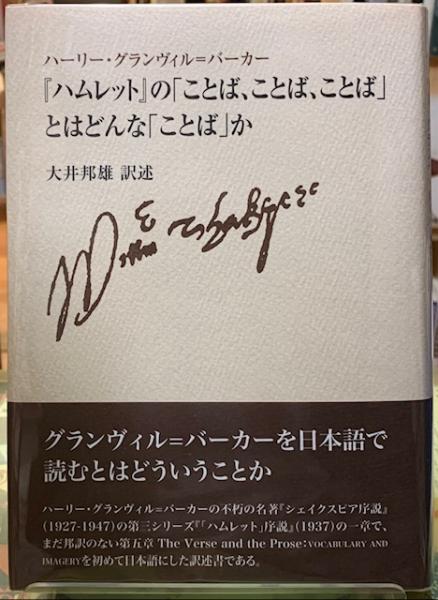 ハーリー・グランヴィル=バーカー
『ハムレット』の「ことば、ことば、ことば」
とはどんな「ことば」か
大井邦雄 訳述
グランヴィル=バーカーを日本語で
読むとはどういうことか
ハーリー・グランヴィル=バーカーの不朽の名著『シェイクスピア序説』
(1927-1947)の第三シリーズ『「ハムレット」序説』(1937)の一章で、
まだ邦訳のない第五章 The Verse and the Prose: VOCABULARY AND
IMAGERYを初めて日本語にした訳述書である。